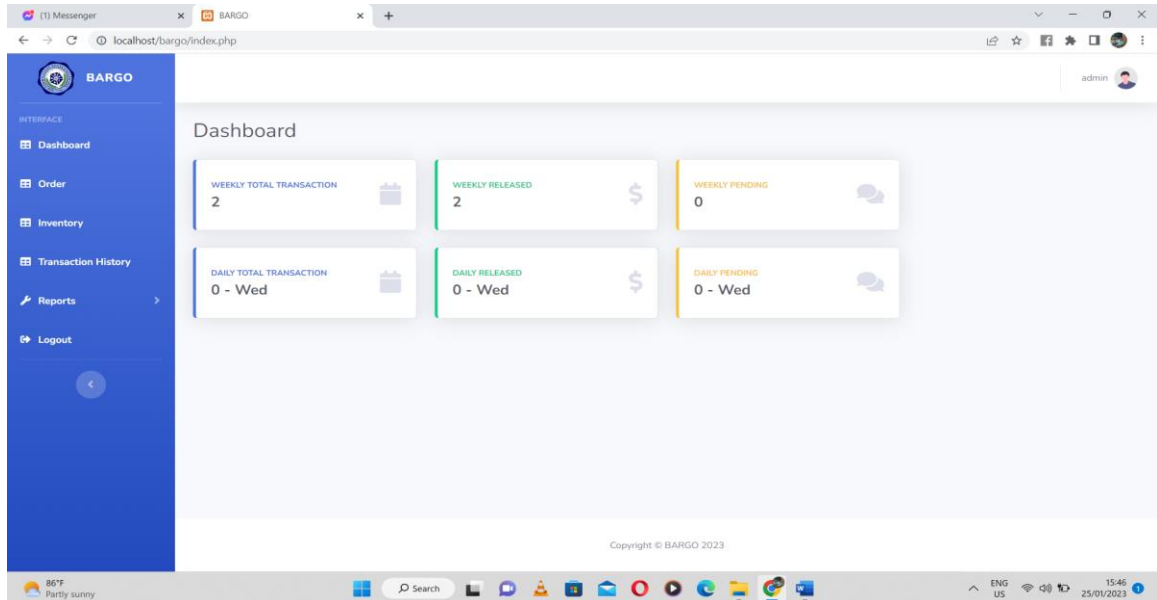 (1) Messenger
BARGO
localhost/bargo/index.php
BARGO
admin
INTERFACE
Dashboard
Order
Inventory
Transaction History
Reports
Logout
Dashboard
WEEKLY TOTAL TRANSACTION
2
WEEKLY RELEASED
2
WEEKLY PENDING
0
DAILY TOTAL TRANSACTION
0 - Wed
DAILY RELEASED
0 - Wed
DAILY PENDING
0 - Wed
Copyright © BARGO 2023
86°F
Partly sunny
Search
ENG
US
15:46
25/01/2023
1